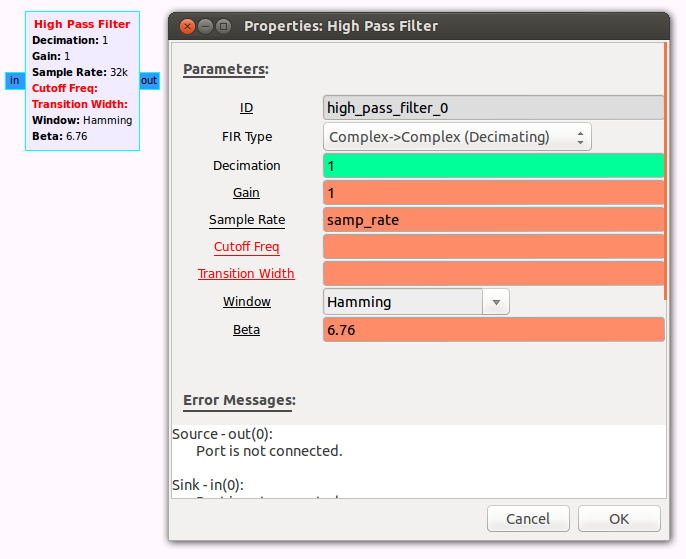 High Pass Filter
Decimation: 1
Gain: 1
Sample Rate: 32k
Cutoff Freq:
Transition Width:
Window: Hamming
Beta: 6.76
in
out
Properties: High Pass Filter
Parameters:
ID high_pass_filter_0
FIR Type Complex->Complex (Decimating)
Decimation 1
Gain 1
Sample Rate samp_rate
Cutoff Freq
Transition Width
Window Hamming
Beta 6.76
Error Messages:
Source - out(0):
Port is not connected.
Sink - in(0):
Cancel OK